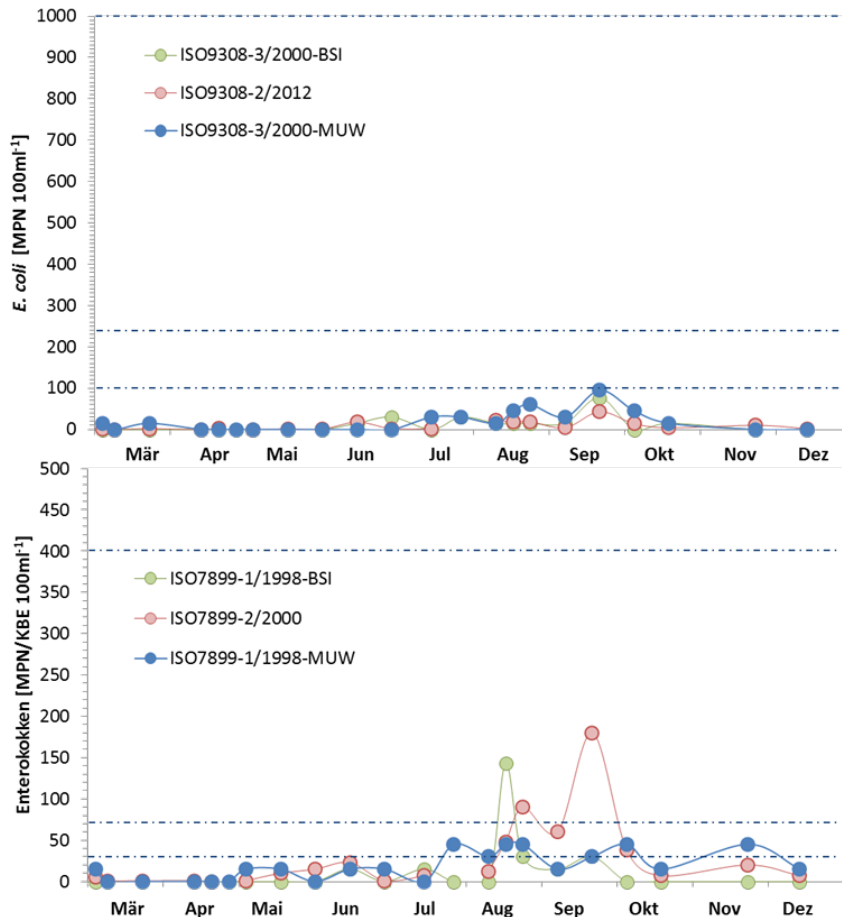 1000
900
800
700
600
500
400
300
200
100
0
E. coli [MPN 100ml-1]
ISO9308-3/2000-BSI
ISO9308-2/2012
ISO9308-3/2000-MUW
Mär Apr Mai Jun Jul Aug Sep Okt Nov Dez
500
450
400
350
300
250
200
150
100
50
0
Enterokokken [MPN/KBE 100ml-1]
ISO7899-1/1998-BSI
ISO7899-2/2000
ISO7899-1/1998-MUW
Mär Apr Mai Jun Jul Aug Sep Okt Nov Dez